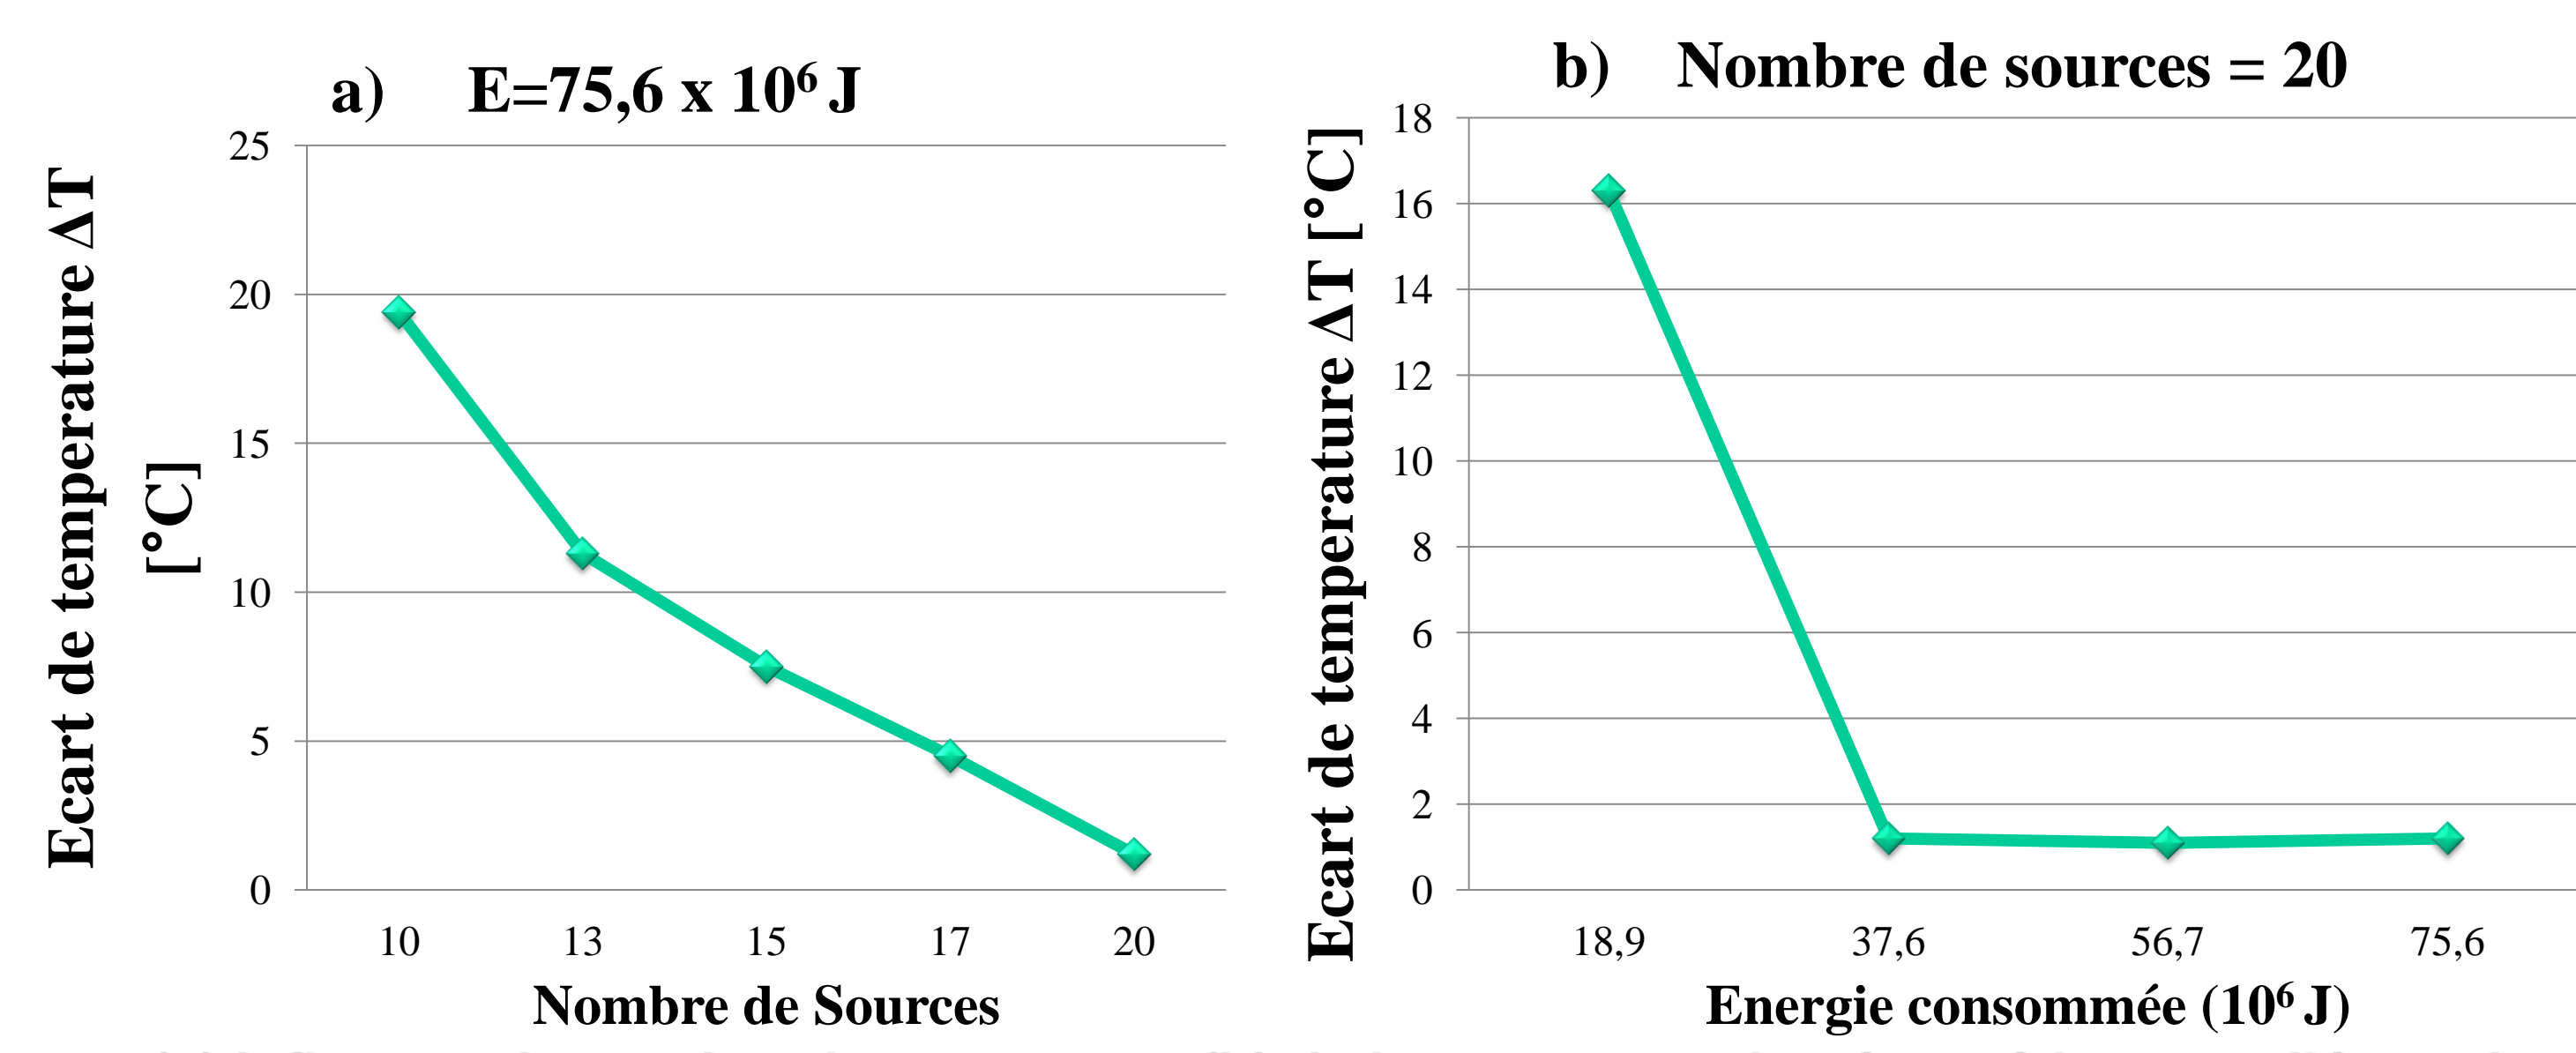 a) E=75,6 x 10⁶ J
Ecart de temperature ΔT
[°C]
25
20
15
10
5
0
10 13 15 17 20
Nombre de Sources
b) Nombre de sources = 20
Ecart de temperature ΔT [°C]
18
16
14
12
10
8
6
4
2
0
18,9 37,6 56,7 75,6
Energie consommée (10⁶ J)